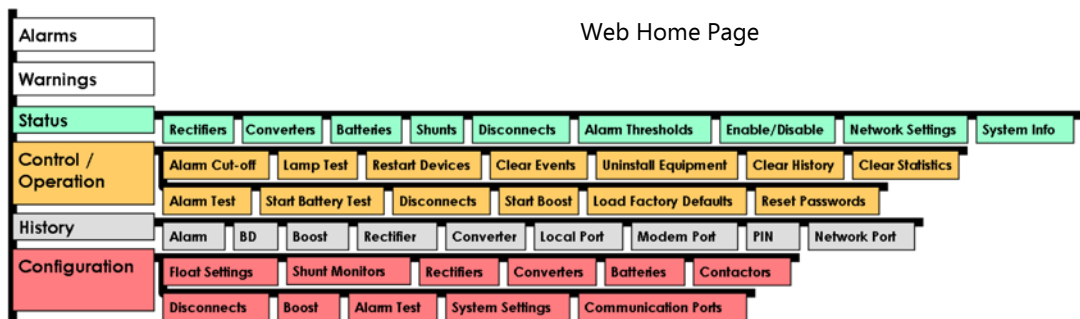 Web Home Page
Alarms
Warnings
Status
Rectifiers Converters Batteries Shunts Disconnects Alarm Thresholds Enable/Disable Network Settings System Info
Control /
Operation
Alarm Cut-off Lamp Test Restart Devices Clear Events Uninstall Equipment Clear History Clear Statistics
Alarm Test Start Battery Test Disconnects Start Boost Load Factory Defaults Reset Passwords
History
Alarm BD Boost Rectifier Converter Local Port Modem Port PIN Network Port
Configuration
Float Settings Shunt Monitors Rectifiers Converters Batteries Contactors
Disconnects Boost Alarm Test System Settings Communication Ports